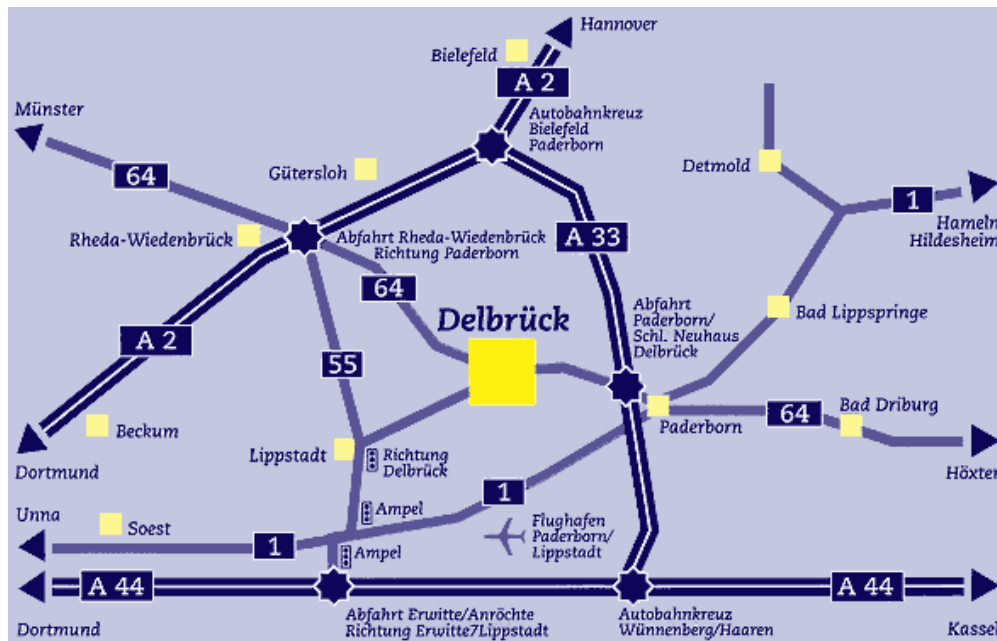 Hannover
Bielefeld
A 2
Münster
Autobahnkreuz
Bielefeld
Paderborn
64
Gütersloh
Detmold
1
Hameln
Hildesheim
Rheda-Wiedenbrück
Abfahrt Rheda-Wiedenbrück
Richtung Paderborn
A 33
64
Delbrück
Abfahrt
Paderborn/
Schl. Neuhaus
Delbrück
Bad Lippspringe
A 2
55
Beckum
Paderborn
64
Bad Driburg
Lippstadt
Richtung
Delbrück
Dortmund
Höxter
1
Unna
Soest
Ampel
Flughafen
Paderborn/
Lippstadt
1
Ampel
A 44
A 44
Dortmund
Abfahrt Erwitte/Anröchte
Richtung Erwitte7Lippstadt
Autobahnkreuz
Wünnenberg/Haaren
Kassel